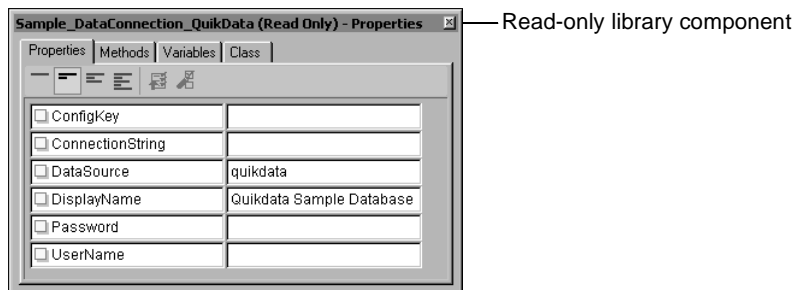 Sample_DataConnection_QuikData (Read Only) - Properties
Read-only library component
Properties Methods Variables Class
ConfigKey
ConnectionString
DataSource quikdata
DisplayName Quikdata Sample Database
Password
UserName